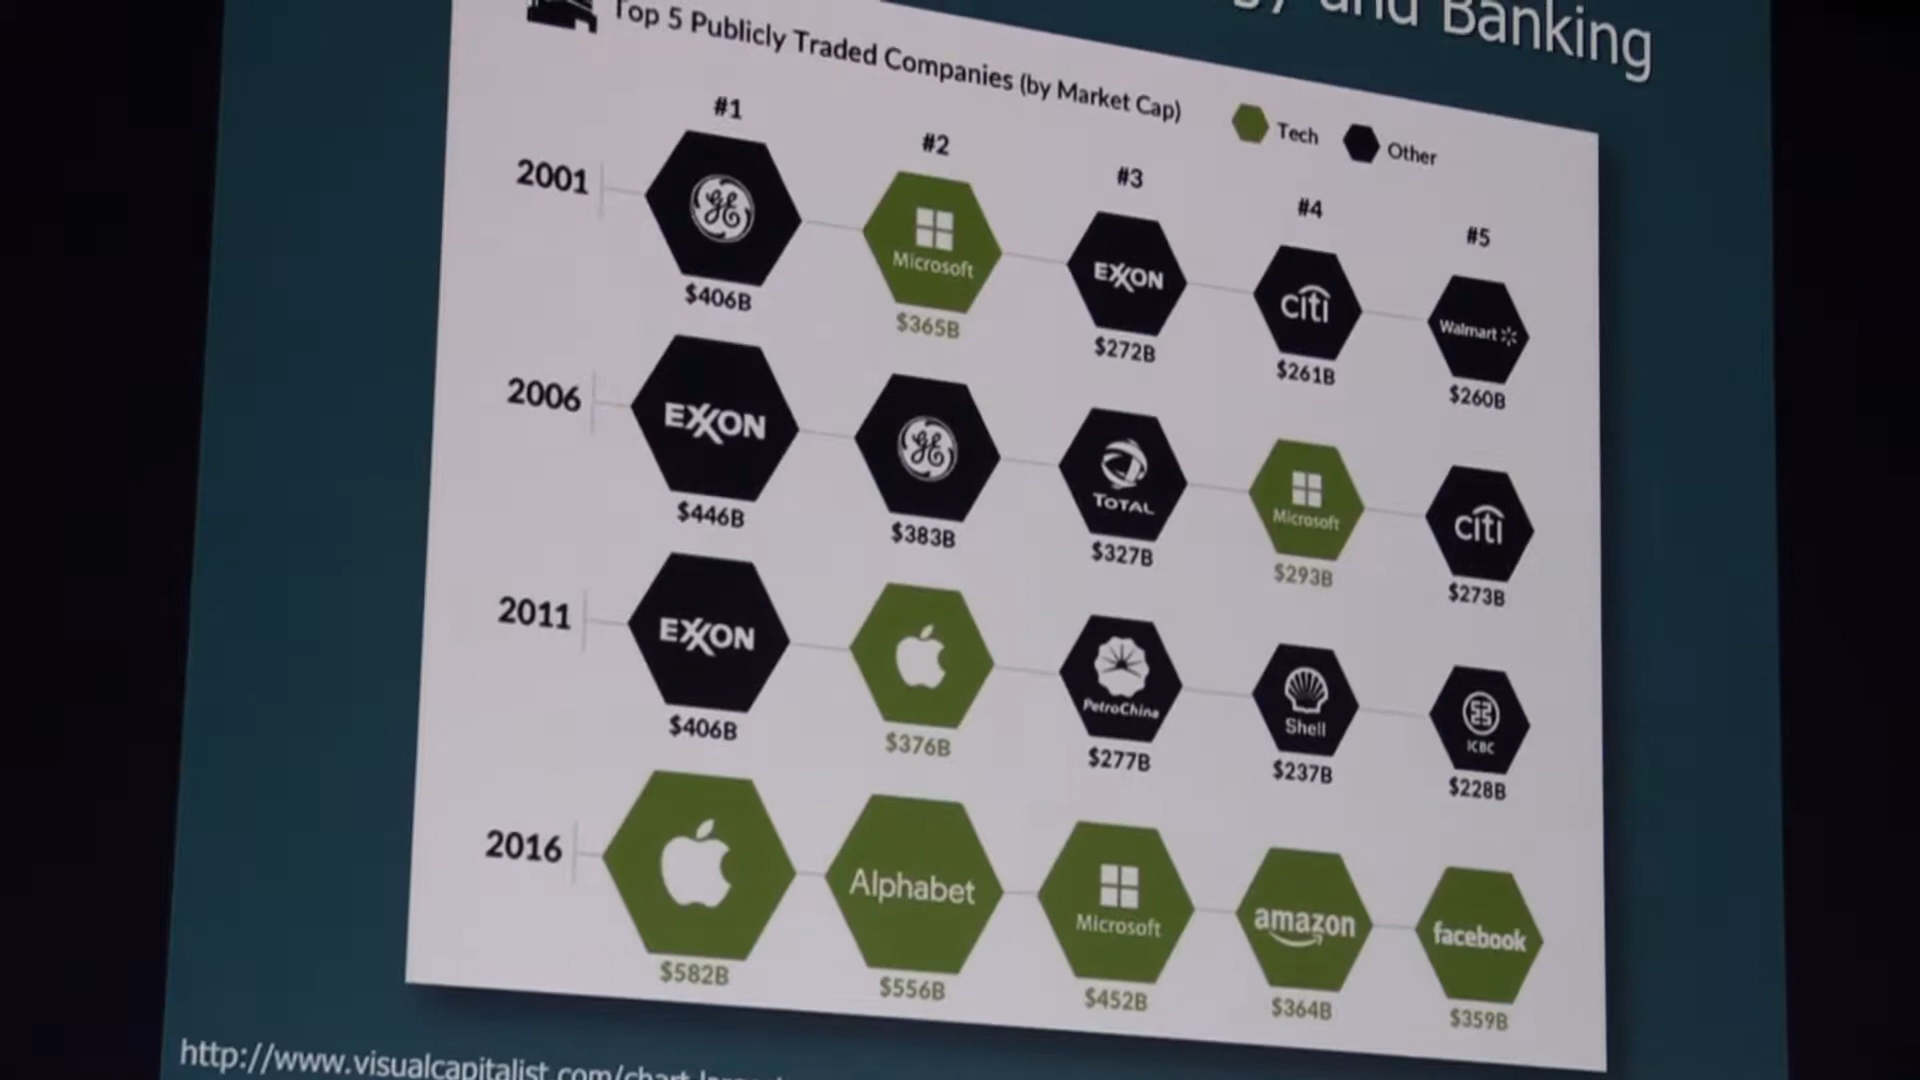 and Banking
Top 5 Publicly Traded Companies (by Market Cap)
Tech
Other
#1
#2
#3
#4
#5
2001
GE
Microsoft
EXXON
citi
Walmart
$406B
$365B
$272B
$261B
$260B
2006
EXXON
GE
TOTAL
Microsoft
citi
$446B
$383B
$327B
$293B
$273B
2011
EXXON
PetroChina
Shell
ICBC
$406B
$376B
$277B
$237B
$228B
2016
Alphabet
Microsoft
amazon
facebook
$582B
$556B
$452B
$364B
$359B
http://www.visualcapitalist.com/chart